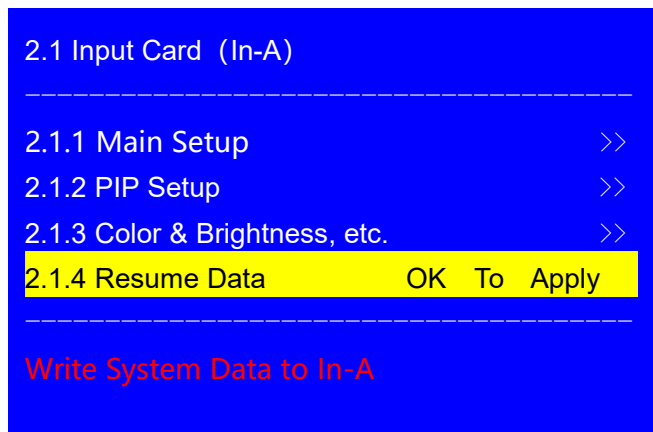 2.1 Input Card（In-A）
2.1.1 Main Setup >>
2.1.2 PIP Setup >>
2.1.3 Color & Brightness, etc. >>
2.1.4 Resume Data OK To Apply
Write System Data to In-A